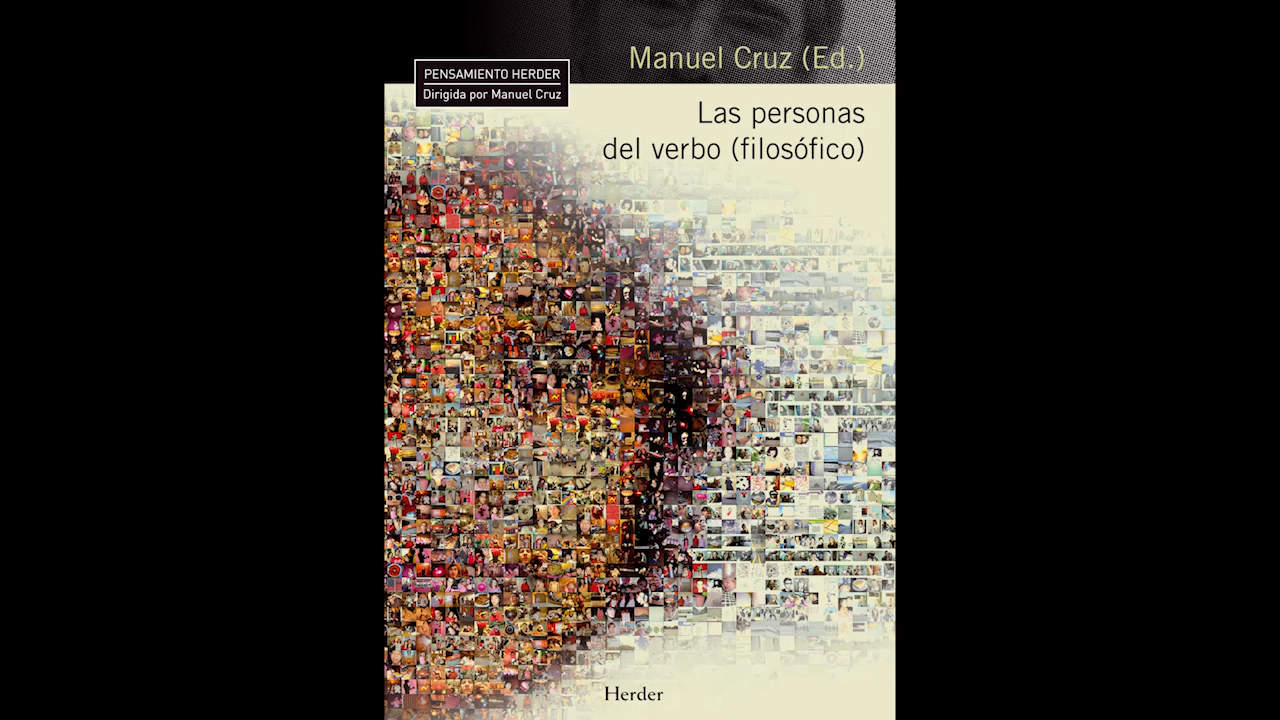 Manuel Cruz (Ed.)
PENSAMIENTO HERDER
Dirigida por Manuel Cruz
Las personas
del verbo (filosófico)
Herder